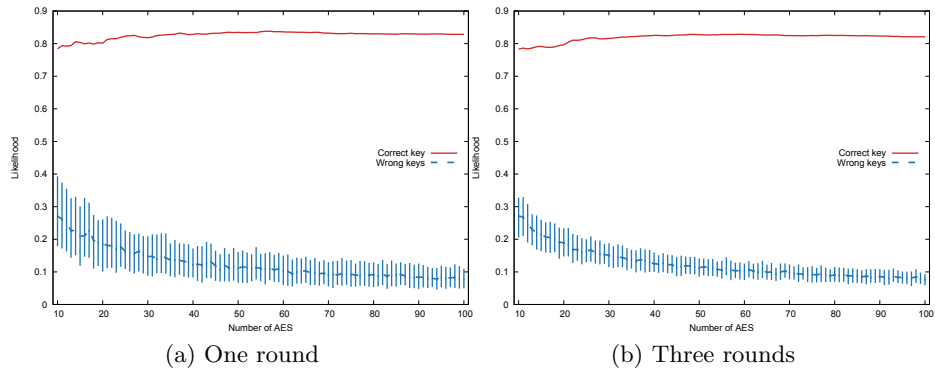 0.9
0.8
0.7
0.6
0.5
0.4
0.3
0.2
0.1
0
Likelihood
Correct key
Wrong keys
10 20 30 40 50 60 70 80 90 100
Number of AES
(a) One round
0.9
0.8
0.7
0.6
0.5
0.4
0.3
0.2
0.1
0
Likelihood
Correct key
Wrong keys
10 20 30 40 50 60 70 80 90 100
Number of AES
(b) Three rounds